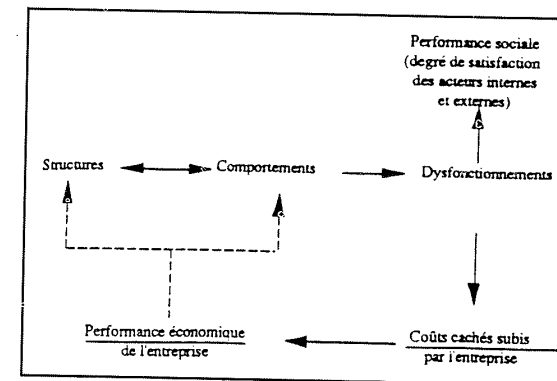 Performance sociale
(degré de satisfaction
des acteurs internes
et externes)
Structures
Comportements
Dysfonctionnements
Performance économique
de l'entreprise
Coûts cachés subis
par l'entreprise